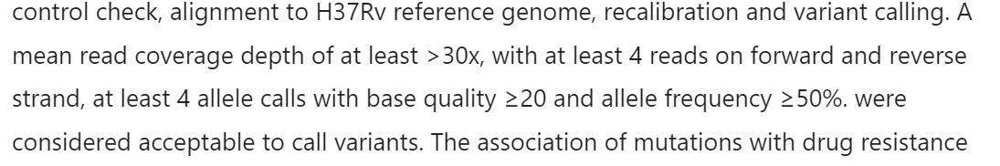 control check, alignment to H37Rv reference genome, recalibration and variant calling. A
mean read coverage depth of at least >30x, with at least 4 reads on forward and reverse
strand, at least 4 allele calls with base quality ≥20 and allele frequency ≥50%. were
considered acceptable to call variants. The association of mutations with drug resistance